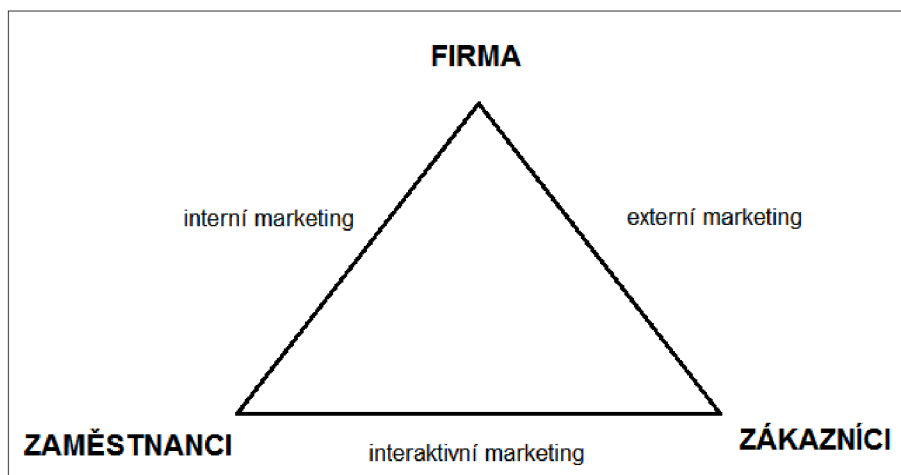 FIRMA
interní marketing
externí marketing
ZAMĚSTNANCI
interaktivní marketing
ZÁKAZNÍCI